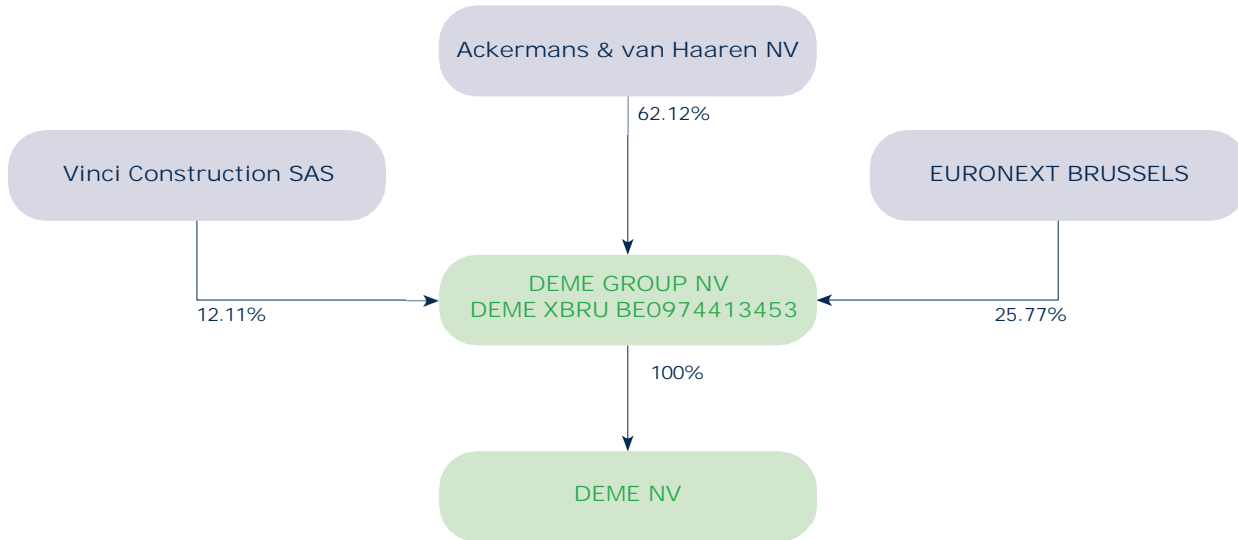 Ackermans & van Haaren NV
62.12%
Vinci Construction SAS
EURONEXT BRUSSELS
DEME GROUP NV
DEME XBRU BE0974413453
12.11%
25.77%
100%
DEME NV